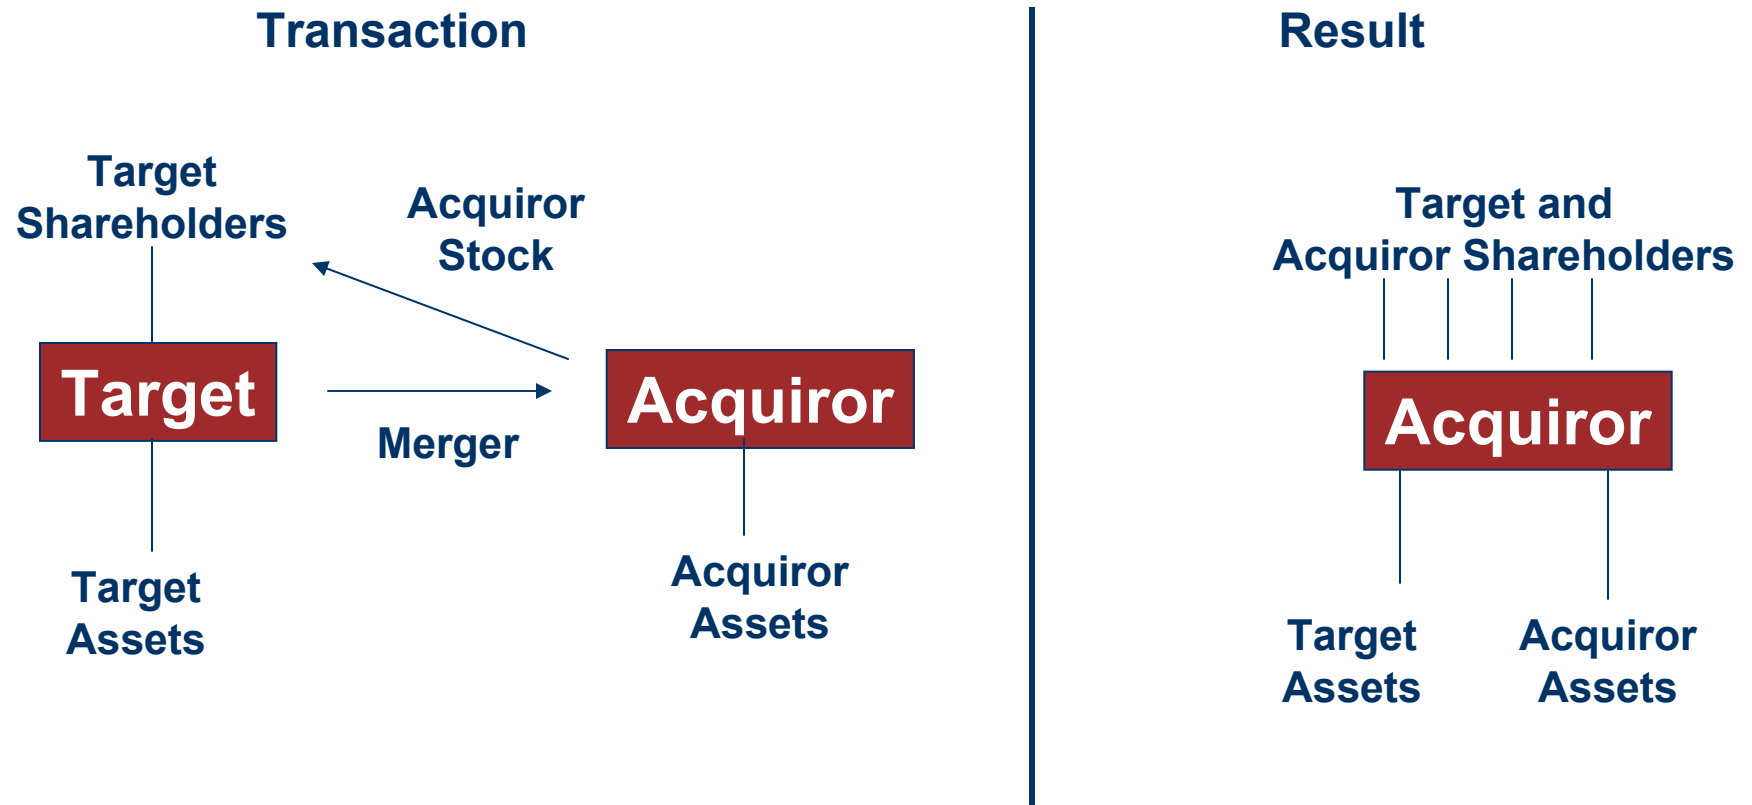 Transaction
Result
Target
Shareholders
Acquiror
Stock
Target
Merger
Acquiror
Target
Assets
Acquiror
Assets
Target and
Acquiror Shareholders
Acquiror
Target
Assets
Acquiror
Assets